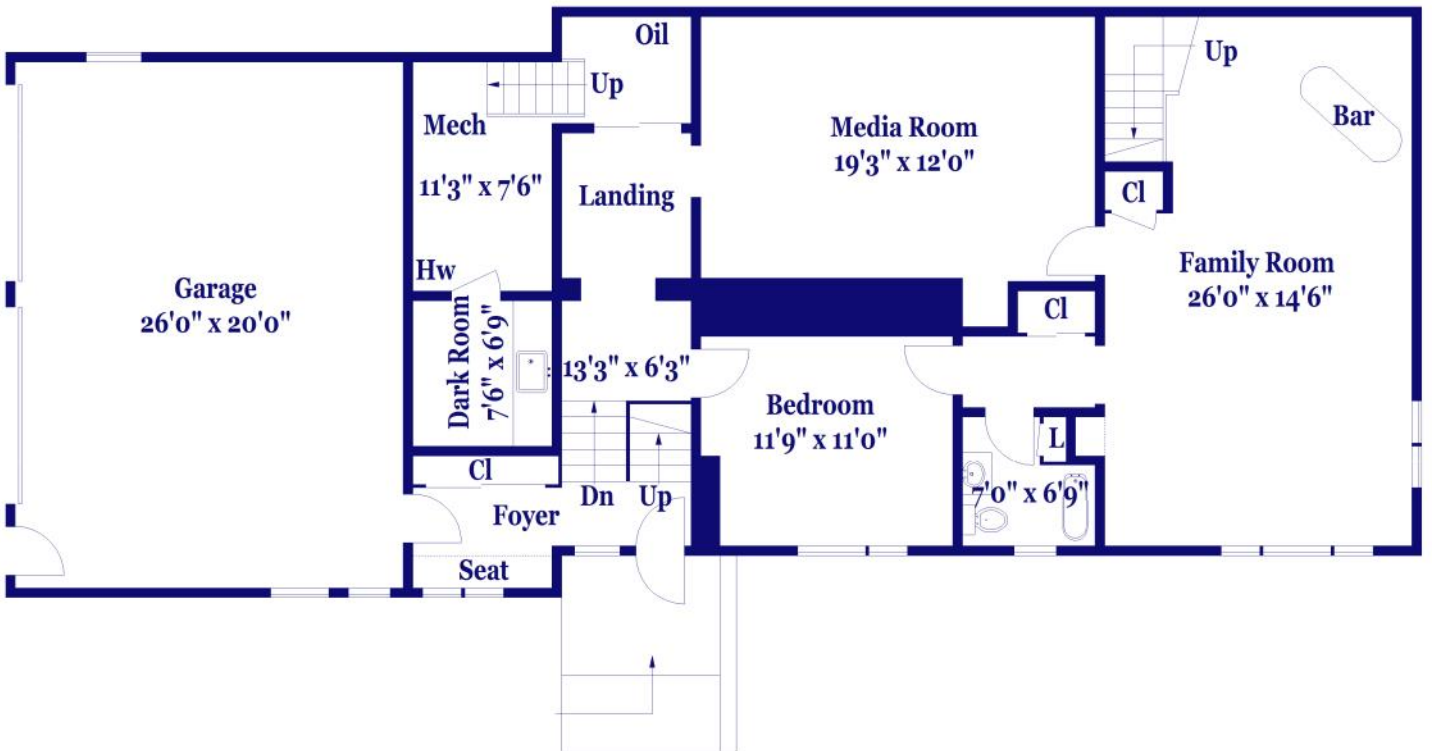 Oil
Up
Up
Mech
11'3" x 7'6"
Hw
Landing
Media Room
19'3" x 12'0"
Bar
Cl
Family Room
26'0" x 14'6"
Garage
26'0" x 20'0"
Cl
Dark Room
7'6" x 6'9"
13'3" x 6'3"
Bedroom
11'9" x 11'0"
L
7'0" x 6'9"
Cl
Foyer
Dn
Up
Seat